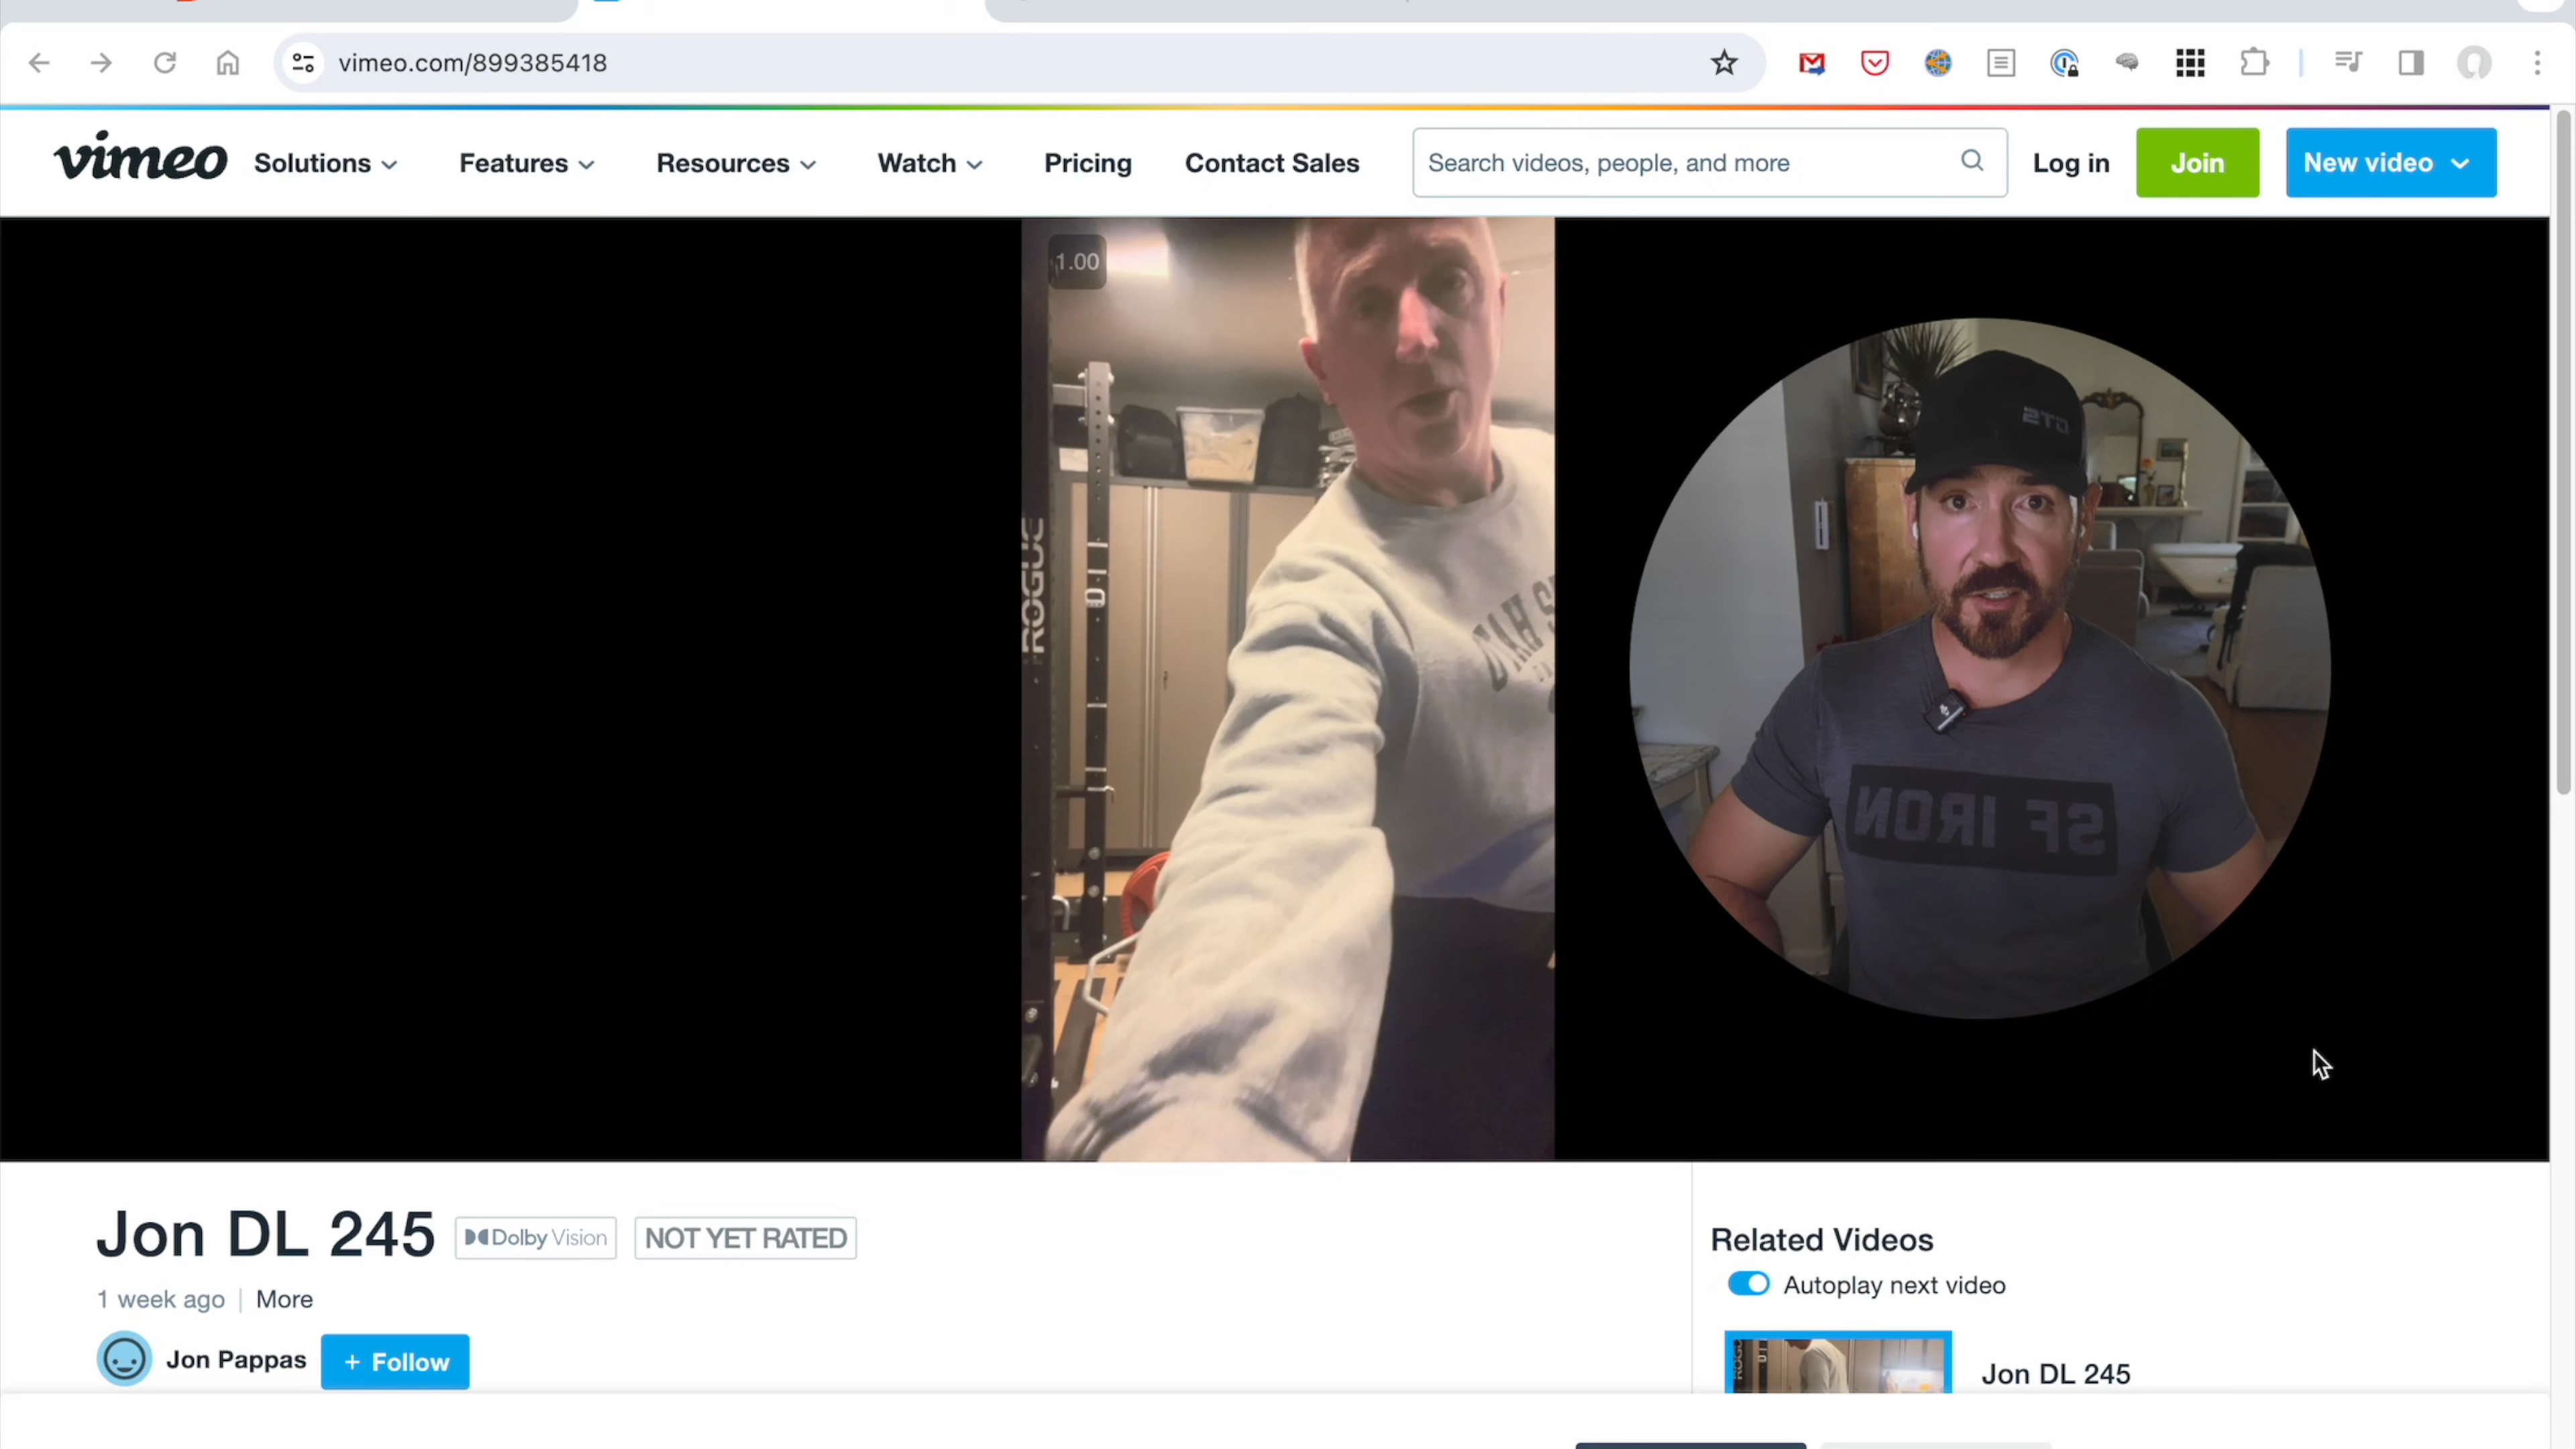 vimeo.com/899385418
vimeo Solutions Features Resources Watch Pricing Contact Sales Search videos, people, and more Log in Join New video
1.00
ROGUE
GTS
SF IRON
Jon DL 245 Dolby Vision NOT YET RATED
1 week ago | More
Jon Pappas + Follow
Related Videos
Autoplay next video
Jon DL 245